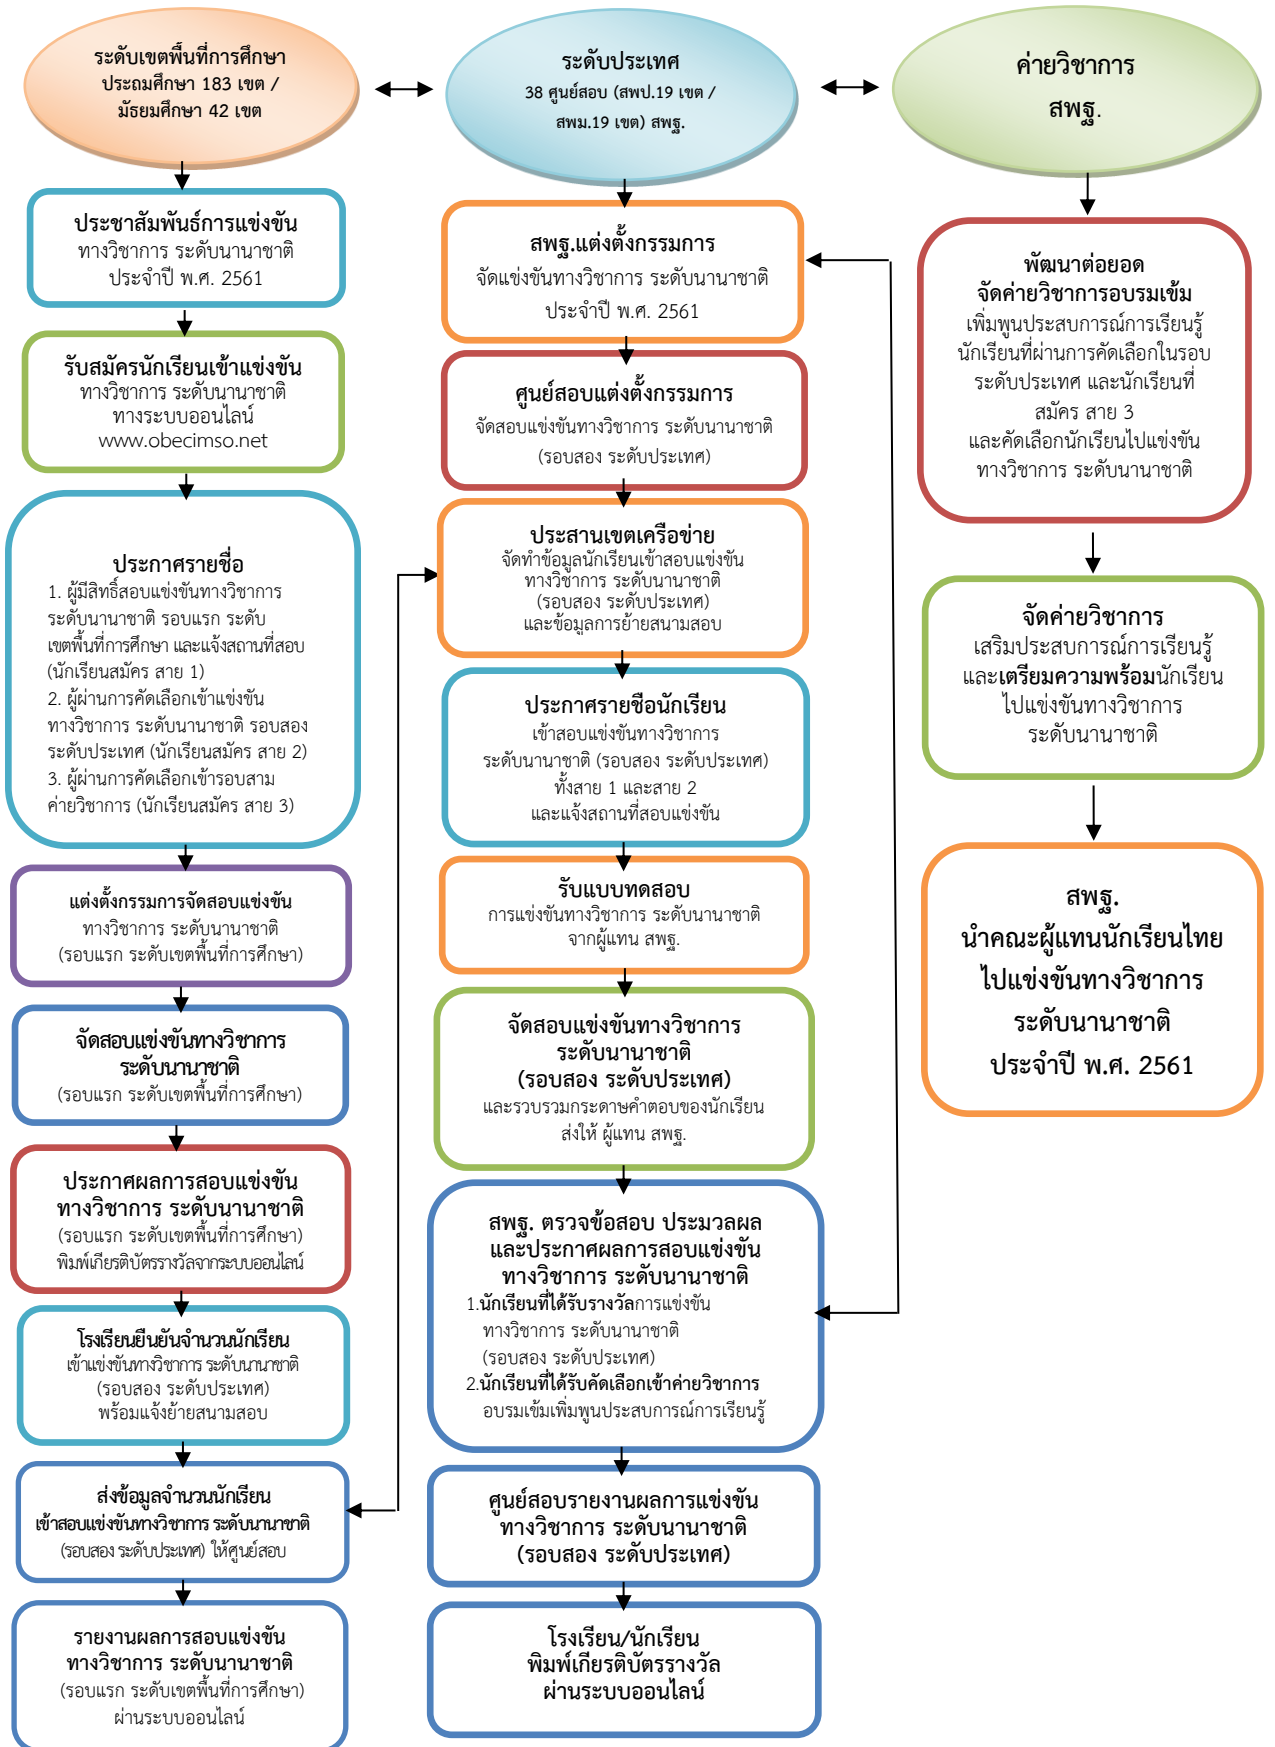 ระดับเขตพื้นที่การศึกษา
ประถมศึกษา 183 เขต /
มัธยมศึกษา 42 เขต
ประชาสัมพันธ์การแข่งขัน
ทางวิชาการ ระดับนานาชาติ
ประจำปี พ.ศ. 2561
รับสมัครนักเรียนเข้าแข่งขัน
ทางวิชาการ ระดับนานาชาติ
ทางระบบออนไลน์
www.obecimso.net
ประกาศรายชื่อ
1. ผู้มีสิทธิ์สอบแข่งขันทางวิชาการ
ระดับนานาชาติ รอบแรก ระดับ
เขตพื้นที่การศึกษา และแจ้งสถานที่สอบ
(นักเรียนสมัคร สาย 1)
2. ผู้ผ่านการคัดเลือกเข้าแข่งขัน
ทางวิชาการ ระดับนานาชาติ รอบสอง
ระดับประเทศ (นักเรียนสมัคร สาย 2)
3. ผู้ผ่านการคัดเลือกเข้ารอบสาม
ค่ายวิชาการ (นักเรียนสมัคร สาย 3)
แต่งตั้งกรรมการจัดสอบแข่งขัน
ทางวิชาการ ระดับนานาชาติ
(รอบแรก ระดับเขตพื้นที่การศึกษา)
จัดสอบแข่งขันทางวิชาการ
ระดับนานาชาติ
(รอบแรก ระดับเขตพื้นที่การศึกษา)
ประกาศผลการสอบแข่งขัน
ทางวิชาการ ระดับนานาชาติ
(รอบแรก ระดับเขตพื้นที่การศึกษา)
พิมพ์เกียรติบัตรรางวัลจากระบบออนไลน์
โรงเรียนยืนยันจำนวนนักเรียน
เข้าแข่งขันทางวิชาการ ระดับนานาชาติ
(รอบสอง ระดับประเทศ)
พร้อมแจ้งย้ายสนามสอบ
ส่งข้อมูลจำนวนนักเรียน
เข้าสอบแข่งขันทางวิชาการ ระดับนานาชาติ
(รอบสอง ระดับประเทศ) ให้ศูนย์สอบ
รายงานผลการสอบแข่งขัน
ทางวิชาการ ระดับนานาชาติ
(รอบแรก ระดับเขตพื้นที่การศึกษา)
ผ่านระบบออนไลน์
ระดับประเทศ
38 ศูนย์สอบ (สพป.19 เขต /
สพม.19 เขต) สพฐ.
สพฐ.แต่งตั้งกรรมการ
จัดแข่งขันทางวิชาการ ระดับนานาชาติ
ประจำปี พ.ศ. 2561
ศูนย์สอบแต่งตั้งกรรมการ
จัดสอบแข่งขันทางวิชาการ ระดับนานาชาติ
(รอบสอง ระดับประเทศ)
ประสานเขตเครือข่าย
จัดทำข้อมูลนักเรียนเข้าสอบแข่งขัน
ทางวิชาการ ระดับนานาชาติ
(รอบสอง ระดับประเทศ)
และข้อมูลการย้ายสนามสอบ
ประกาศรายชื่อนักเรียน
เข้าสอบแข่งขันทางวิชาการ
ระดับนานาชาติ (รอบสอง ระดับประเทศ)
ทั้งสาย 1 และสาย 2
และแจ้งสถานที่สอบแข่งขัน
รับแบบทดสอบ
การแข่งขันทางวิชาการ ระดับนานาชาติ
จากผู้แทน สพฐ.
จัดสอบแข่งขันทางวิชาการ
ระดับนานาชาติ
(รอบสอง ระดับประเทศ)
และรวบรวมกระดาษคำตอบของนักเรียน
ส่งให้ ผู้แทน สพฐ.
สพฐ. ตรวจข้อสอบ ประมวลผล
และประกาศผลการสอบแข่งขัน
ทางวิชาการ ระดับนานาชาติ
1.นักเรียนที่ได้รับรางวัลการแข่งขัน
ทางวิชาการ ระดับนานาชาติ
(รอบสอง ระดับประเทศ)
2.นักเรียนที่ได้รับคัดเลือกเข้าค่ายวิชาการ
อบรมเข้มเพิ่มพูนประสบการณ์การเรียนรู้
ศูนย์สอบรายงานผลการแข่งขัน
ทางวิชาการ ระดับนานาชาติ
(รอบสอง ระดับประเทศ)
โรงเรียน/นักเรียน
พิมพ์เกียรติบัตรรางวัล
ผ่านระบบออนไลน์
ค่ายวิชาการ
สพฐ.
พัฒนาต่อยอด
จัดค่ายวิชาการอบรมเข้ม
เพิ่มพูนประสบการณ์การเรียนรู้
นักเรียนที่ผ่านการคัดเลือกในรอบ
ระดับประเทศ และนักเรียนที่
สมัคร สาย 3
และคัดเลือกนักเรียนไปแข่งขัน
ทางวิชาการ ระดับนานาชาติ
จัดค่ายวิชาการ
เสริมประสบการณ์การเรียนรู้
และเตรียมความพร้อมนักเรียน
ไปแข่งขันทางวิชาการ
ระดับนานาชาติ
สพฐ.
นำคณะผู้แทนนักเรียนไทย
ไปแข่งขันทางวิชาการ
ระดับนานาชาติ
ประจำปี พ.ศ. 2561